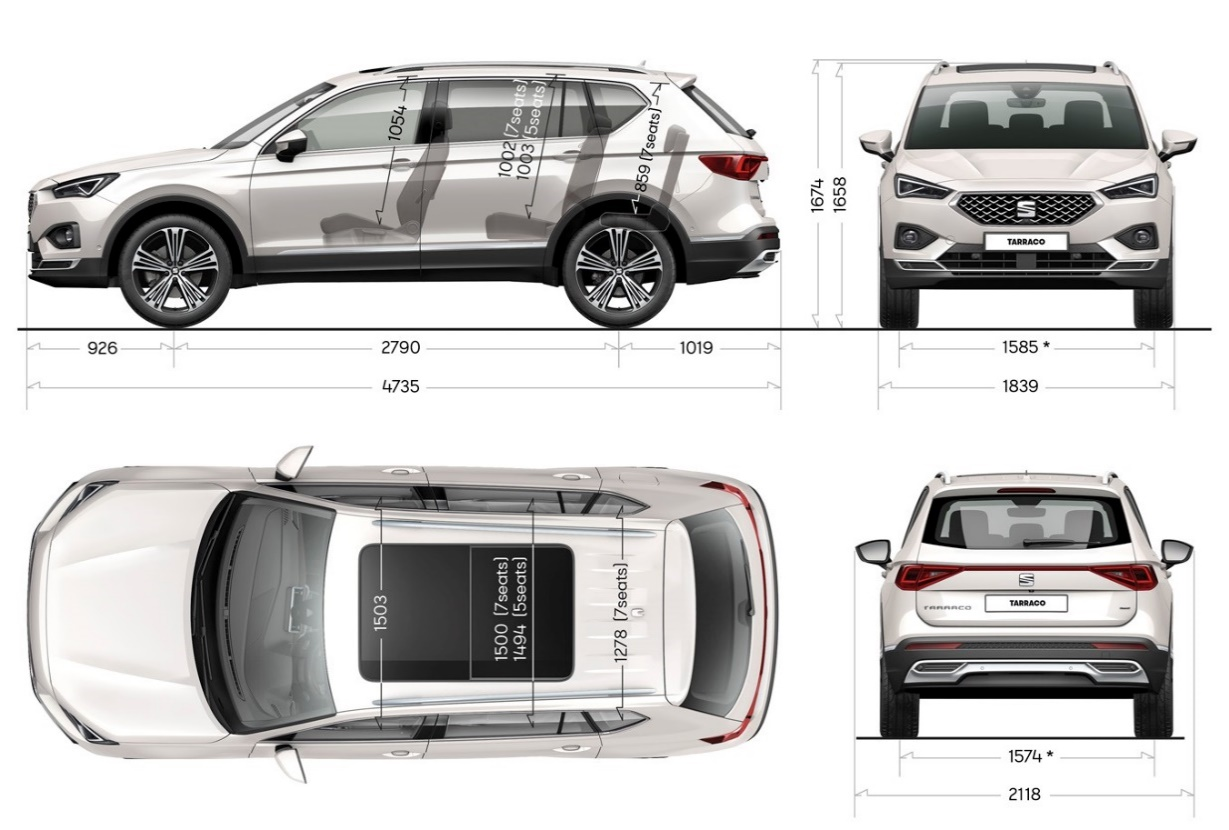 1054
1002 (7seats)
1003 (5seats)
859 (7seats)
926
2790
1019
4735
1674
1658
TARRACO
1585 *
1839
1503
1500 (7seats)
1494 (5seats)
1278 (7seats)
TARRACO
TARRACO
1574 *
2118